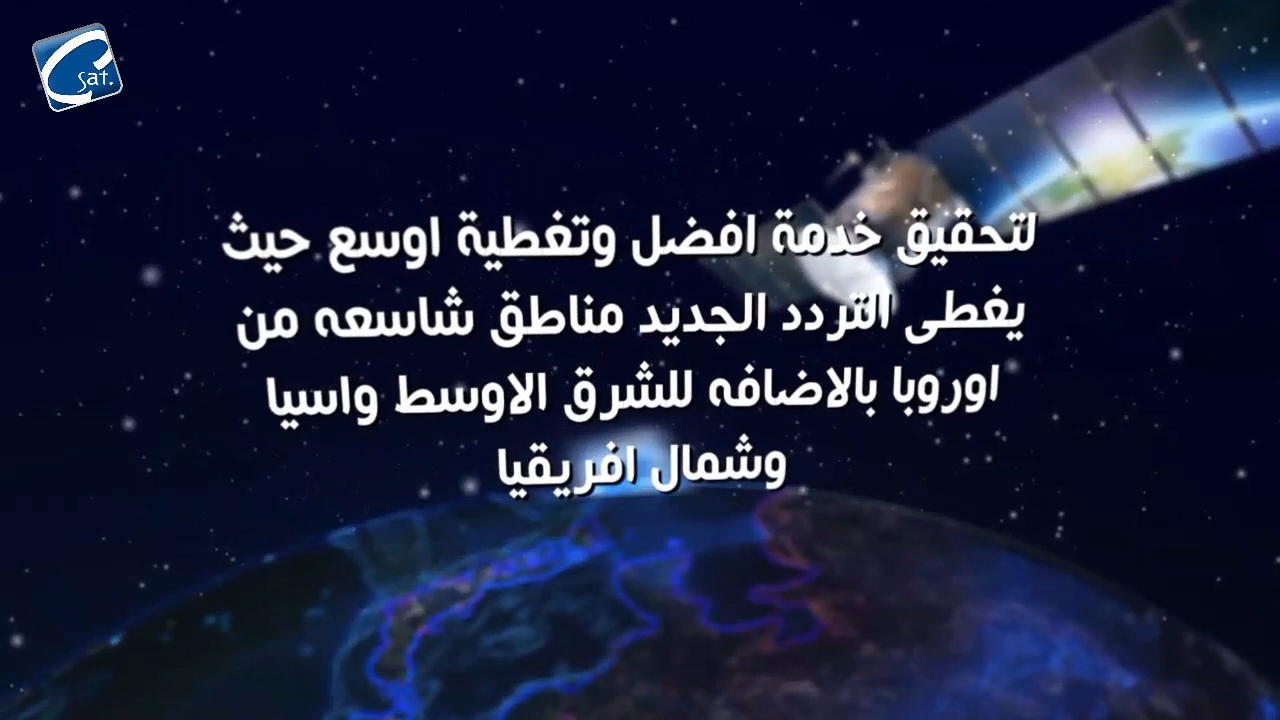 C
sat.
لتحقيق خدمة افضل وتغطية اوسع حيث
يغطى التردد الجديد مناطق شاسعه من
اوروبا بالاضافه للشرق الاوسط واسيا
وشمال افريقيا